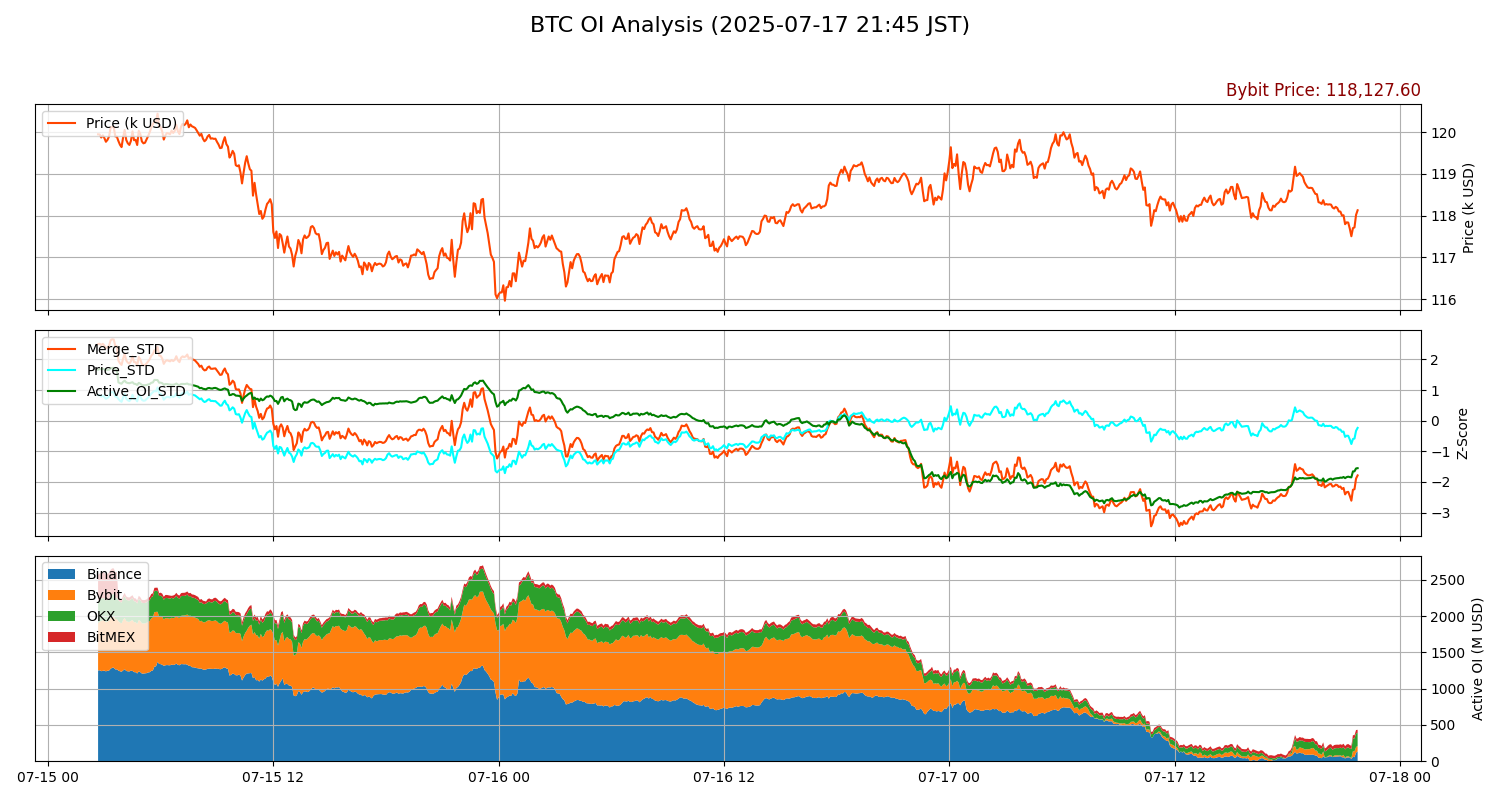 BTC OI Analysis (2025-07-17 21:45 JST)
Bybit Price: 118,127.60
Price (k USD)
120
119
118
117
116
Price (k USD)
Merge_STD
Price_STD
Active_OI_STD
2
1
0
−1
−2
−3
Z-Score
Binance
Bybit
OKX
BitMEX
2500
2000
1500
1000
500
0
Active OI (M USD)
07-15 00
07-15 12
07-16 00
07-16 12
07-17 00
07-17 12
07-18 00